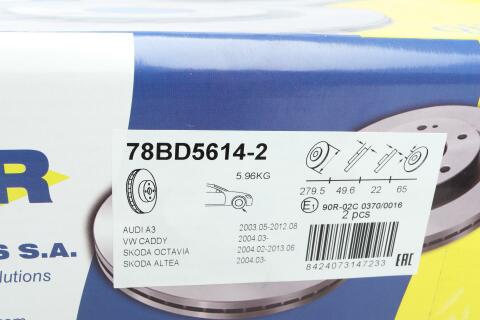 78BD5614-2
5.96KG
279.5 49.6 22 65
E1 90R-02C 0370/0016
2 pcs
AUDI A3 2003.05-2012.08
VW CADDY 2004.03-
SKODA OCTAVIA 2004.02-2013.06
SKODA ALTEA 2004.03-
8424073147233
EAC
R
S S.A.
olutions